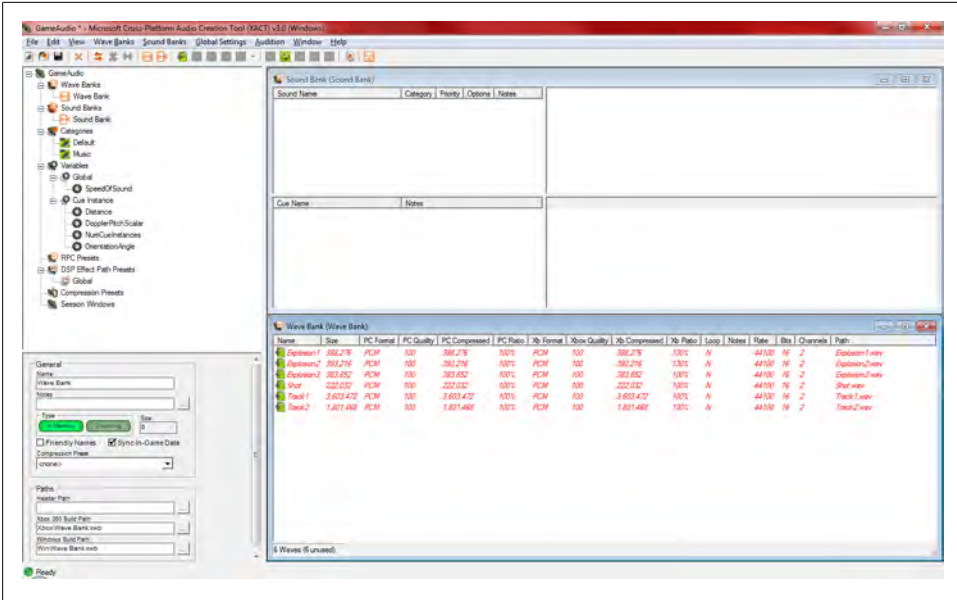 GameAudio * - Microsoft Cross-Platform Audio Creation Tool (XACT) v3.0 (Windows)
File Edit View Wave Banks Sound Banks Global Settings Audition Window Help
GameAudio
Wave Banks
Wave Bank
Sound Banks
Sound Bank
Categories
Default
Music
Variables
Global
SpeedOfSound
Cue Instance
Distance
DopplerPitchScalar
NumCueInstances
OrientationAngle
RPC Presets
DSP Effect Path Presets
Global
Compression Presets
Session Windows
Sound Bank (Sound Bank)
Sound Name Category Priority Options Notes
Cue Name Notes
General
Name
Wave Bank
Notes
Type
In Memory Streaming
Size
0
Friendly Names Sync In-Game Data
Compression Preset
<none>
Paths
Header Path
Xbox 360 Build Path
Xbox\Wave Bank.xwb
Windows Build Path
Win\Wave Bank.xwb
Wave Bank (Wave Bank)
Name Size PC Format PC Quality PC Compressed PC Ratio Xb Format Xbox Quality Xb Compressed Xb Ratio Loop Notes Rate Bits Channels Path
Explosion1 388,276 PCM 100 388,276 100% PCM 100 388,276 100% N 44100 16 2 Explosion1.wav
Explosion2 393,216 PCM 100 393,216 100% PCM 100 393,216 100% N 44100 16 2 Explosion2.wav
Explosion3 383,652 PCM 100 383,652 100% PCM 100 383,652 100% N 44100 16 2 Explosion3.wav
Shot 222,032 PCM 100 222,032 100% PCM 100 222,032 100% N 44100 16 2 Shot.wav
Track1 3,603,472 PCM 100 3,603,472 100% PCM 100 3,603,472 100% N 44100 16 2 Track1.wav
Track2 1,801,468 PCM 100 1,801,468 100% PCM 100 1,801,468 100% N 44100 16 2 Track2.wav
6 Waves (6 unused)
Ready